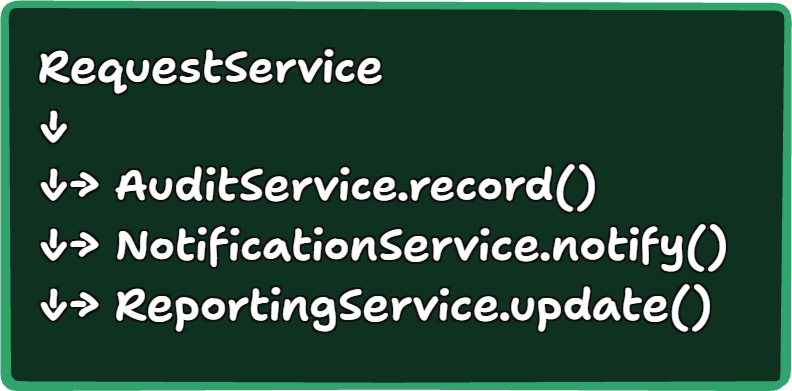 RequestService
↓
↓→ AuditService.record()
↓→ NotificationService.notify()
↓→ ReportingService.update()